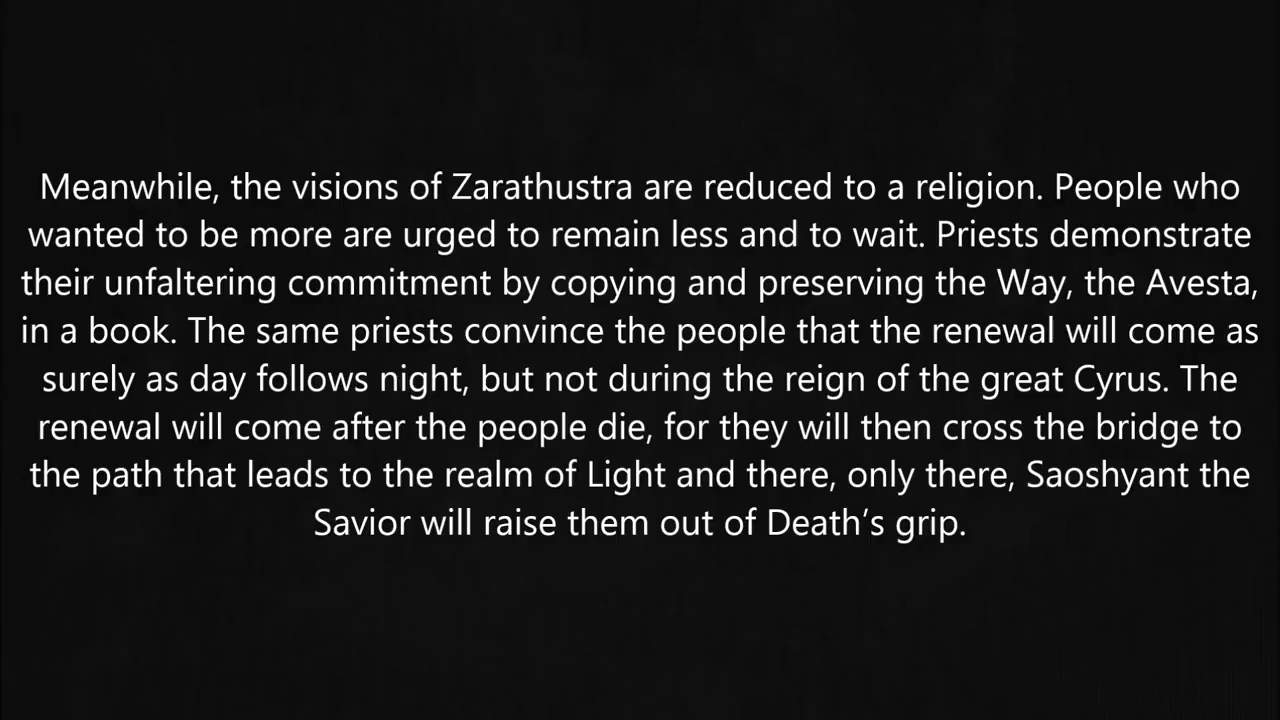 Meanwhile, the visions of Zarathustra are reduced to a religion. People who
wanted to be more are urged to remain less and to wait. Priests demonstrate
their unfaltering commitment by copying and preserving the Way, the Avesta,
in a book. The same priests convince the people that the renewal will come as
surely as day follows night, but not during the reign of the great Cyrus. The
renewal will come after the people die, for they will then cross the bridge to
the path that leads to the realm of Light and there, only there, Saoshyant the
Savior will raise them out of Death’s grip.